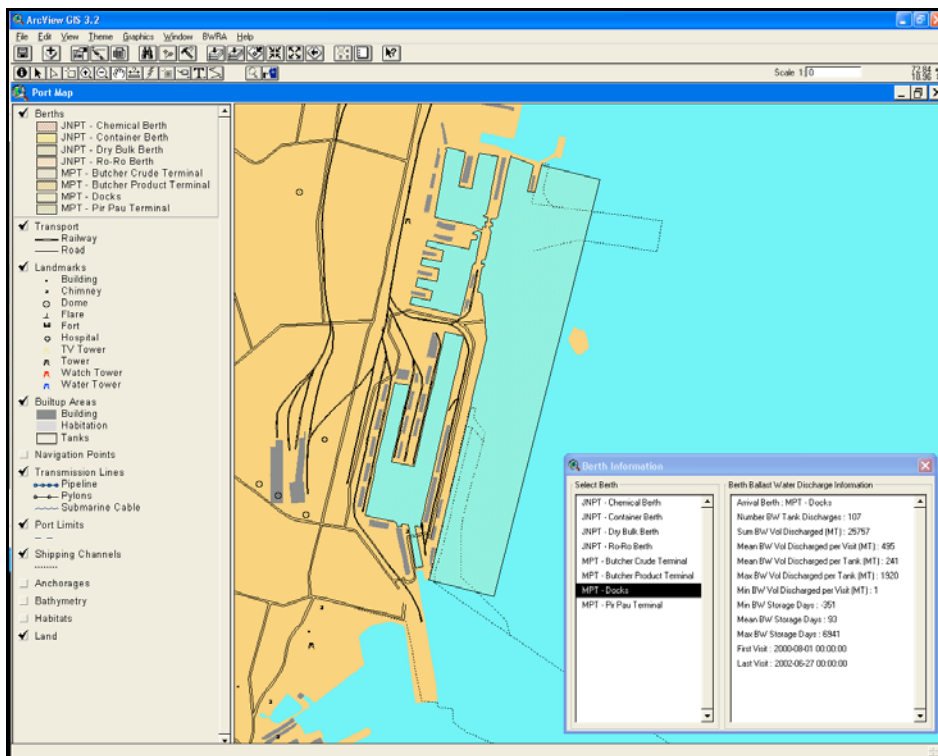 ArcView GIS 3.2
File Edit View Theme Graphics Window BWRA Help
Scale 1: 0
72.84
18.96
Port Map
Berths
JNPT - Chemical Berth
JNPT - Container Berth
JNPT - Dry Bulk Berth
JNPT - Ro-Ro Berth
MPT - Butcher Crude Terminal
MPT - Butcher Product Terminal
MPT - Docks
MPT - Pir Pau Terminal
Transport
Railway
Road
Landmarks
Building
Chimney
Dome
Flare
Fort
Hospital
TV Tower
Tower
Watch Tower
Water Tower
Builtup Areas
Building
Habitation
Tanks
Navigation Points
Transmission Lines
Pipeline
Pylons
Submarine Cable
Port Limits
Shipping Channels
Anchorages
Bathymetry
Habitats
Land
Berth Information
Select Berth
JNPT - Chemical Berth
JNPT - Container Berth
JNPT - Dry Bulk Berth
JNPT - Ro-Ro Berth
MPT - Butcher Crude Terminal
MPT - Butcher Product Terminal
MPT - Docks
MPT - Pir Pau Terminal
Berth Ballast Water Discharge Information
Arrival Berth : MPT - Docks
Number BW Tank Discharges : 107
Sum BW Vol Discharged (MT) : 25757
Mean BW Vol Discharged per Visit (MT) : 495
Mean BW Vol Discharged per Tank (MT) : 241
Max BW Vol Discharged per Tank (MT) : 1920
Min BW Vol Discharged per Visit (MT) : 1
Min BW Storage Days : -351
Mean BW Storage Days : 93
Max BW Storage Days : 6941
First Visit : 2000-08-01 00:00:00
Last Visit : 2002-06-27 00:00:00